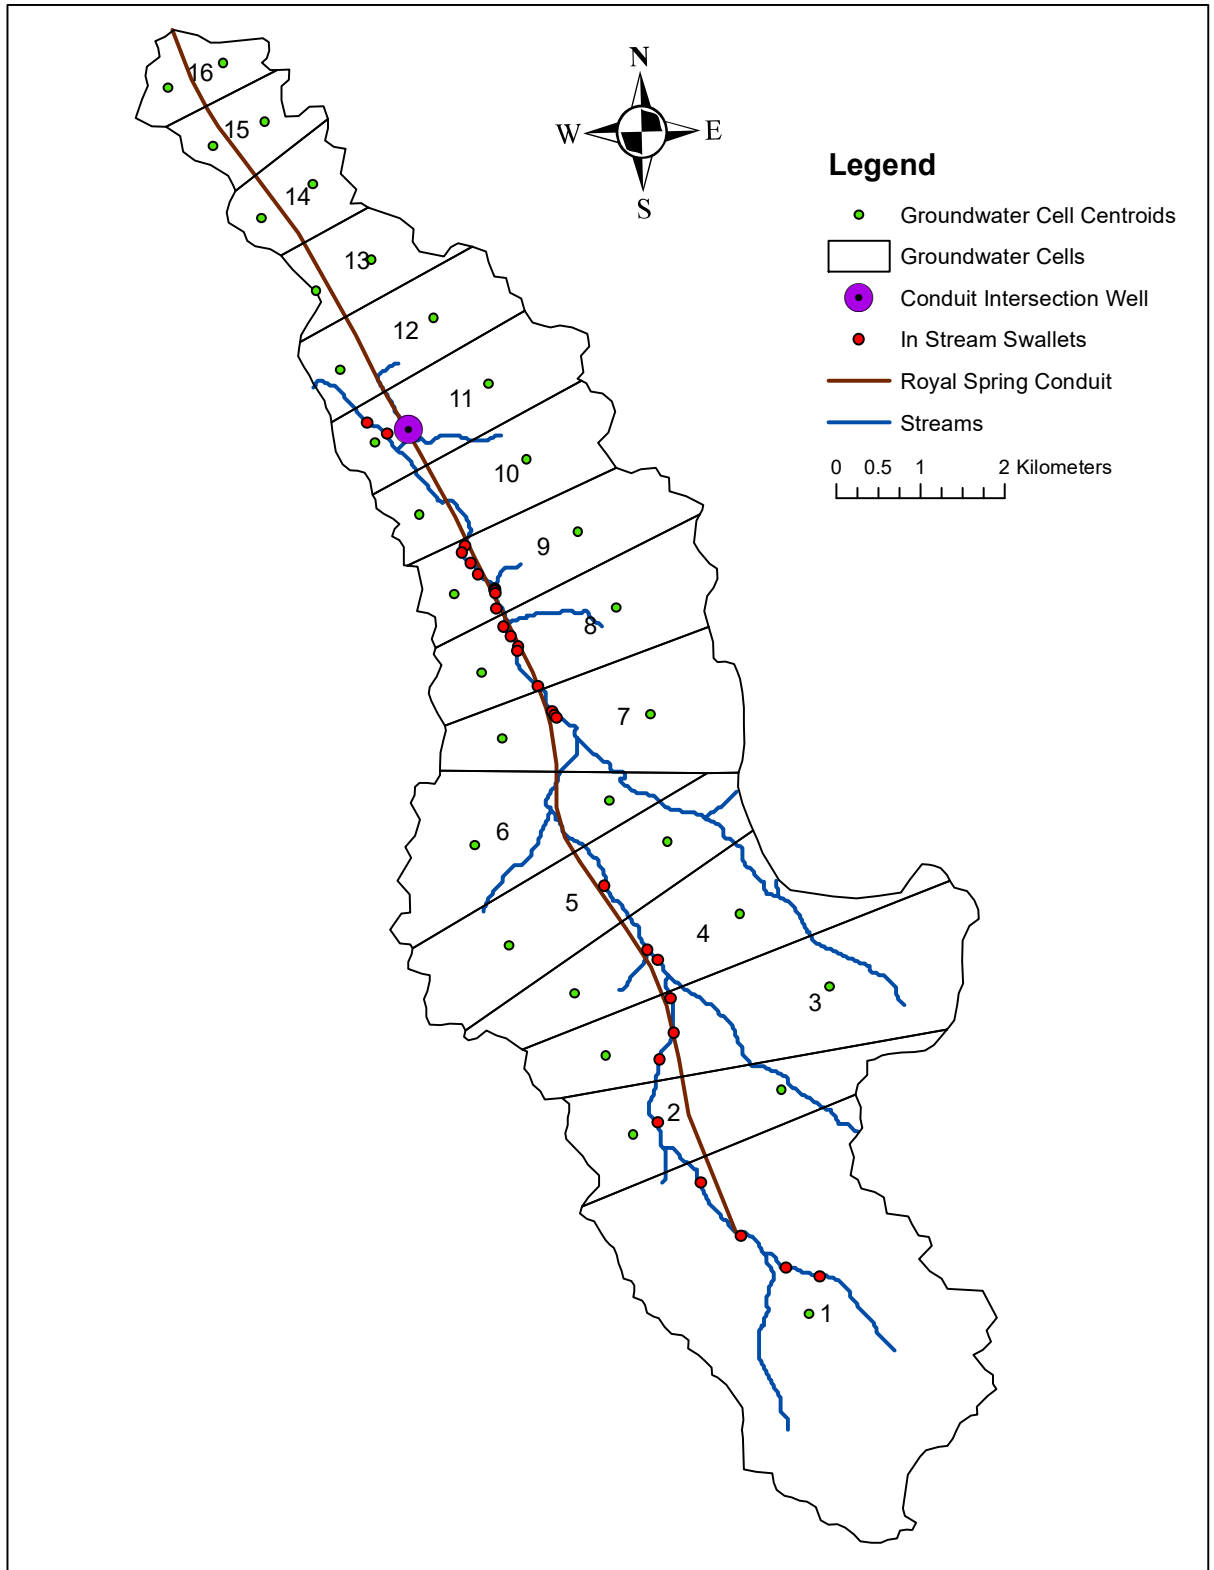 N
W E
S
Legend
Groundwater Cell Centroids
Groundwater Cells
Conduit Intersection Well
In Stream Swallets
Royal Spring Conduit
Streams
0 0.5 1 2 Kilometers
16
15
14
13
12
11
10
9
8
7
6
5
4
3
2
1